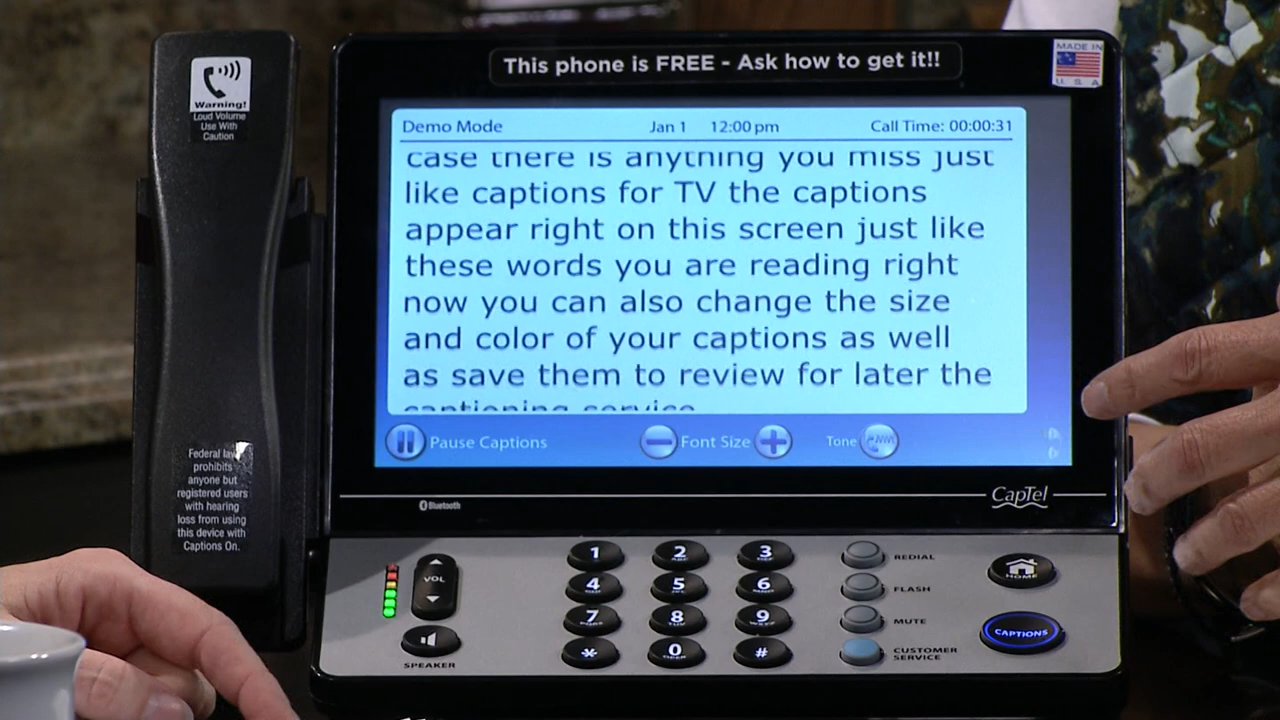 This phone is FREE - Ask how to get it!!
MADE IN
U. S. A
Warning!
Loud Volume
Use With
Caution
Demo Mode
Jan 1 12:00 pm
Call Time: 00:00:31
case there is anything you miss just
like captions for TV the captions
appear right on this screen just like
these words you are reading right
now you can also change the size
and color of your captions as well
as save them to review for later the
captioning service
Pause Captions
Font Size
Tone
Federal law
prohibits
anyone but
registered users
with hearing
loss from using
this device with
Captions On.
Bluetooth
CapTel
VOL
SPEAKER
1 2 3
4 5 6
7 8 9
* 0 #
REDIAL
FLASH
MUTE
CUSTOMER
SERVICE
HOME
CAPTIONS